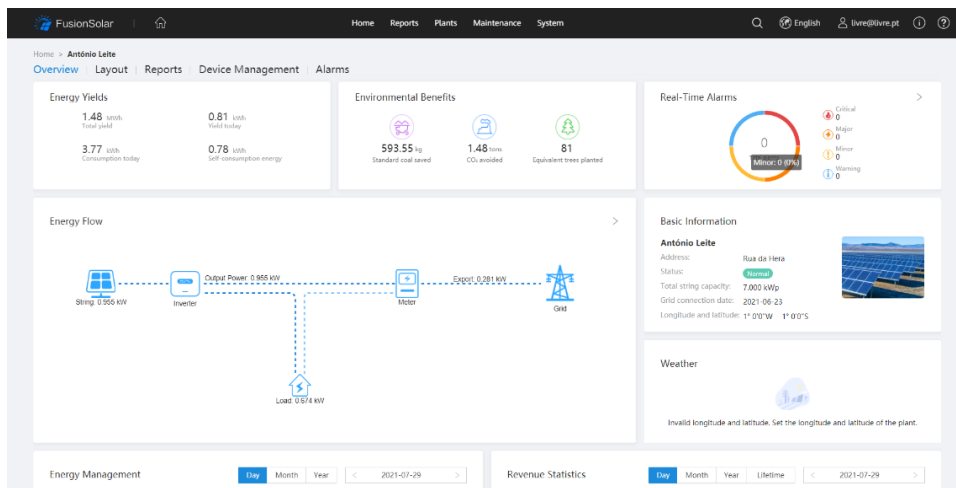 FusionSolar
Home Reports Plants Maintenance System
English livre@livre.pt
Home > António Leite
Overview Layout Reports Device Management Alarms
Energy Yields
1.48 MWh
Total yield
0.81 kWh
Yield today
3.77 kWh
Consumption today
0.78 kWh
Self-consumption energy
Environmental Benefits
593.55 kg
Standard coal saved
1.48 tons
CO₂ avoided
81
Equivalent trees planted
Real-Time Alarms
0
Minor: 0 (0%)
Critical
0
Major
0
Minor
0
Warning
0
Energy Flow
String: 0.955 kW
Output Power: 0.955 kW
Inverter
Meter
Export: 0.281 kW
Grid
Load: 0.674 kW
Basic Information
António Leite
Address: Rua da Hera
Status: Normal
Total string capacity: 7.000 kWp
Grid connection date: 2021-06-23
Longitude and latitude: 1° 0'0"W 1° 0'0"S
Weather
Invalid longitude and latitude. Set the longitude and latitude of the plant.
Energy Management
Day Month Year < 2021-07-29 >
Revenue Statistics
Day Month Year Lifetime < 2021-07-29 >